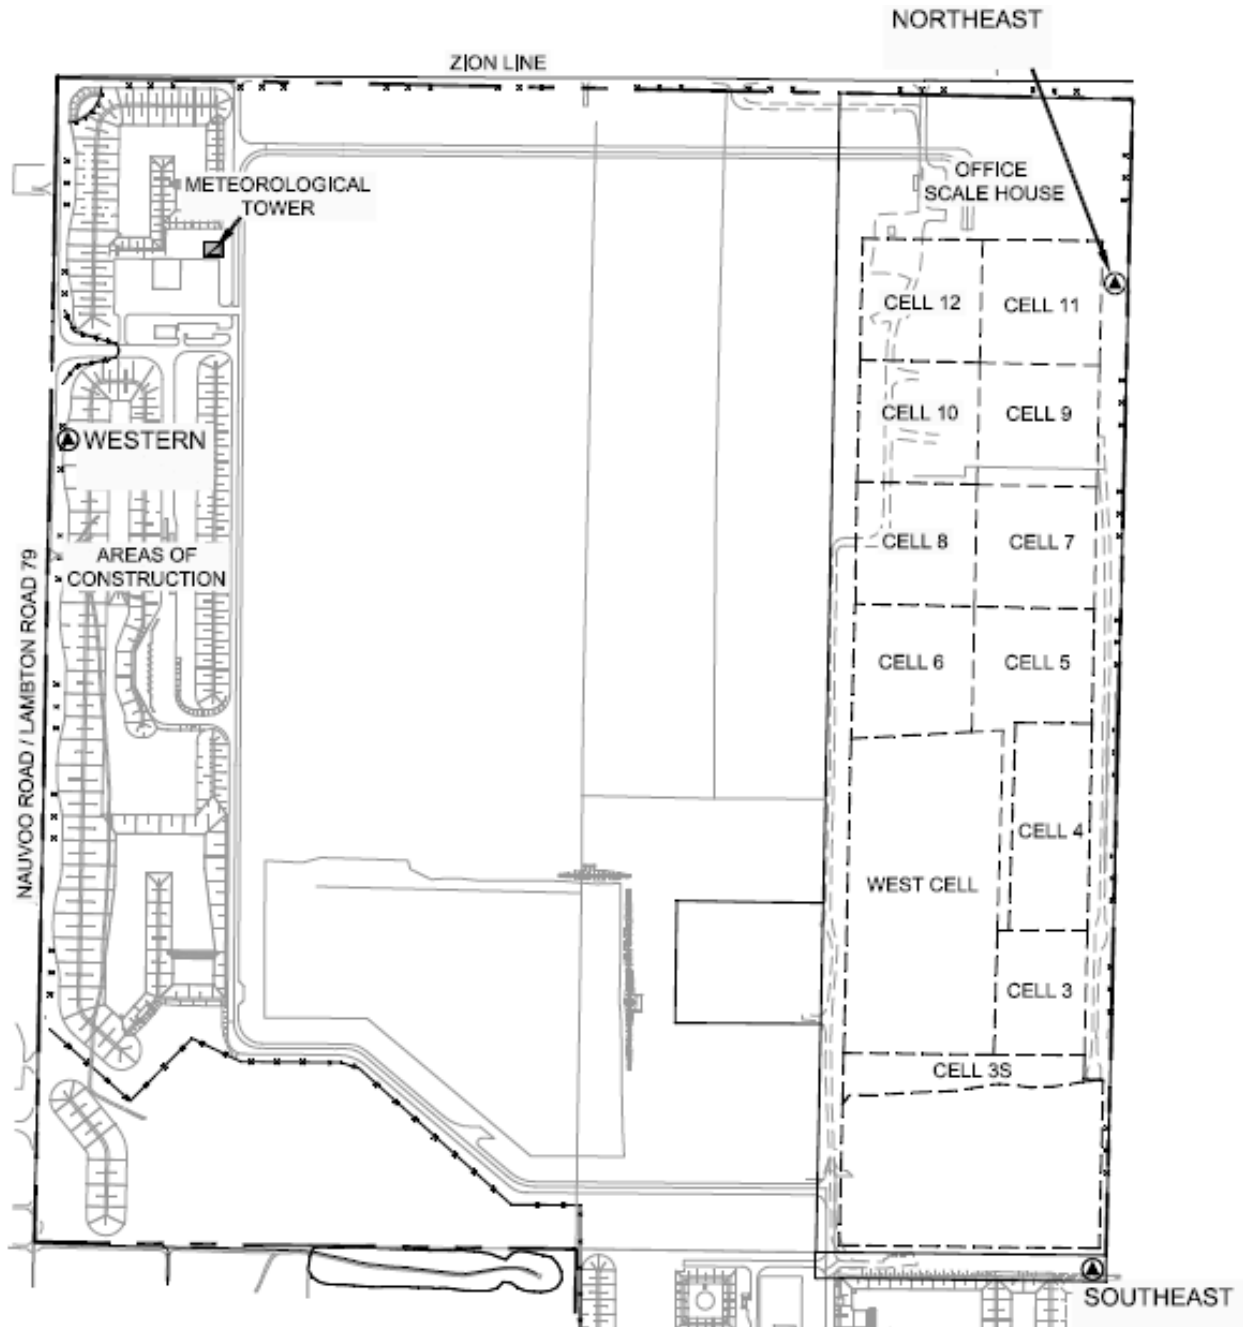 NORTHEAST
ZION LINE
OFFICE
SCALE HOUSE
METEOROLOGICAL
TOWER
CELL 12
CELL 11
CELL 10
CELL 9
WESTERN
CELL 8
CELL 7
AREAS OF
CONSTRUCTION
NAUVOO ROAD / LAMBTON ROAD 79
CELL 6
CELL 5
CELL 4
WEST CELL
CELL 3
CELL 3S
SOUTHEAST